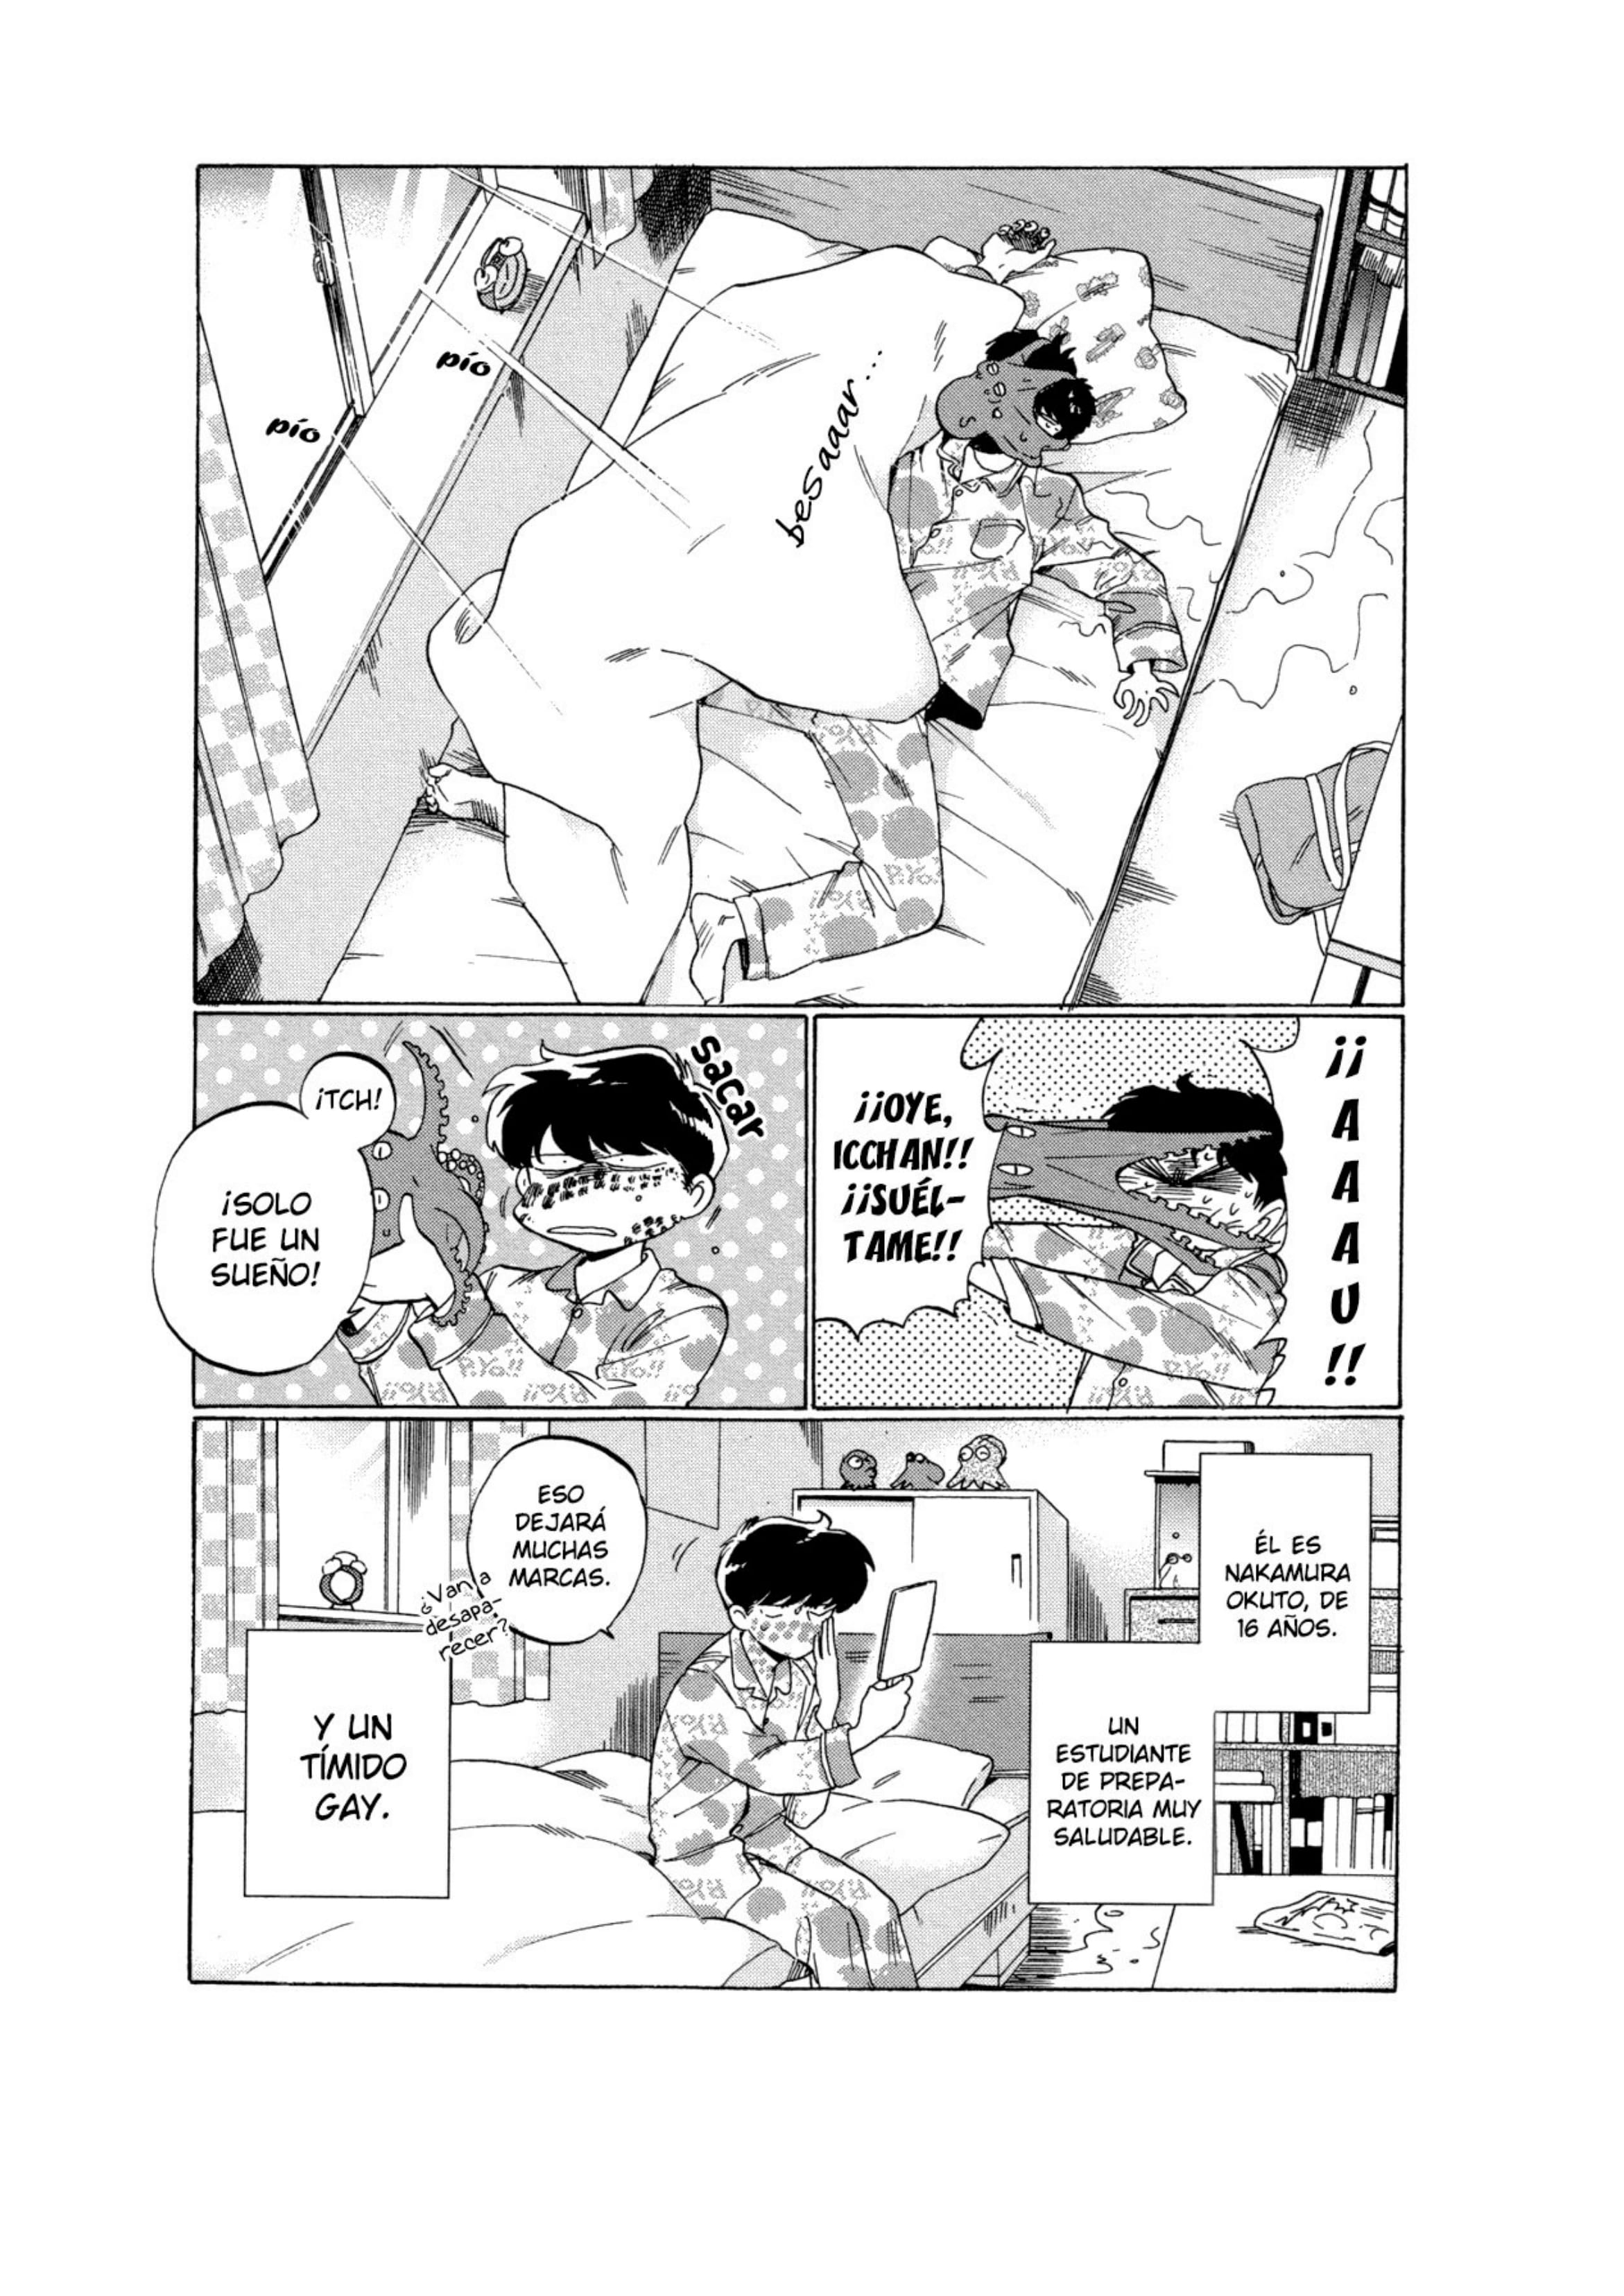 pío
pío
besaaar...
¡¡AAAAU!!
¡¡OYE,
ICCHAN!!
¡¡SUÉL-
TAME!!
sacar
¡TCH!
¡SOLO
FUE UN
SUEÑO!
ÉL ES
NAKAMURA
OKUTO, DE
16 AÑOS.
UN
ESTUDIANTE
DE PREPA-
RATORIA MUY
SALUDABLE.
ESO
DEJARÁ
MUCHAS
MARCAS.
¿Van a
desapa-
recer?
Y UN
TÍMIDO
GAY.